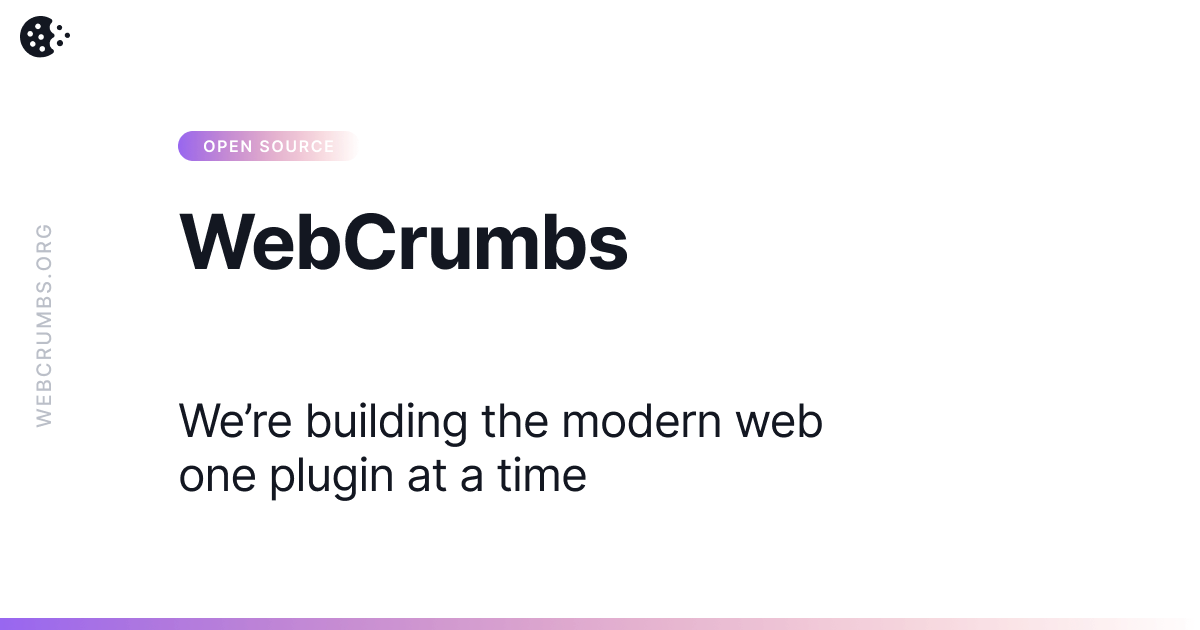 OPEN SOURCE
WebCrumbs
WEBCRUMBS.ORG
We’re building the modern web
one plugin at a time